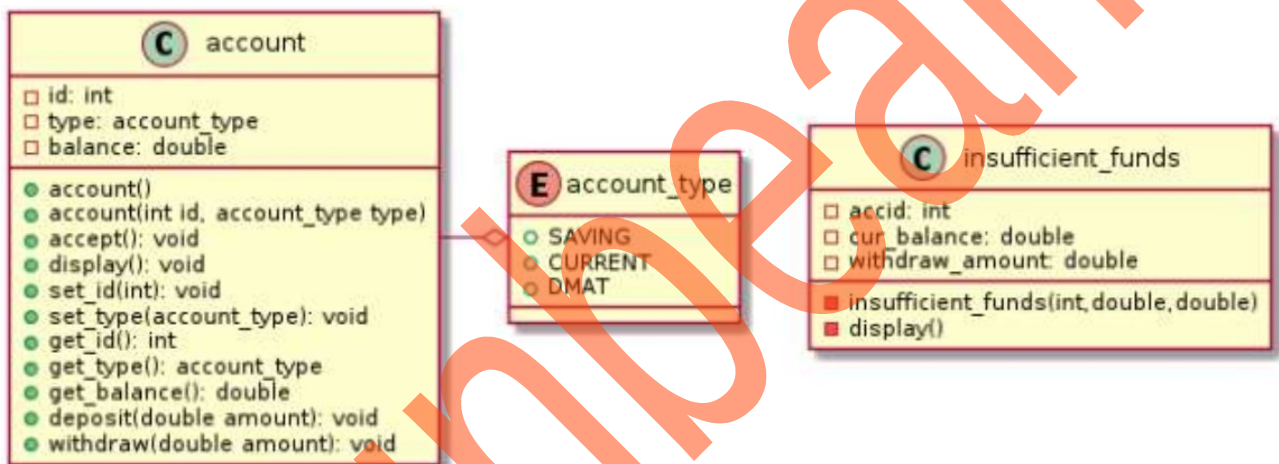 C account
id: int
type: account_type
balance: double
account()
account(int id, account_type type)
accept(): void
display(): void
set_id(int): void
set_type(account_type): void
get_id(): int
get_type(): account_type
get_balance(): double
deposit(double amount): void
withdraw(double amount): void
E account_type
SAVING
CURRENT
DMAT
C insufficient_funds
accid: int
cur_balance: double
withdraw_amount: double
insufficient_funds(int,double,double)
display()